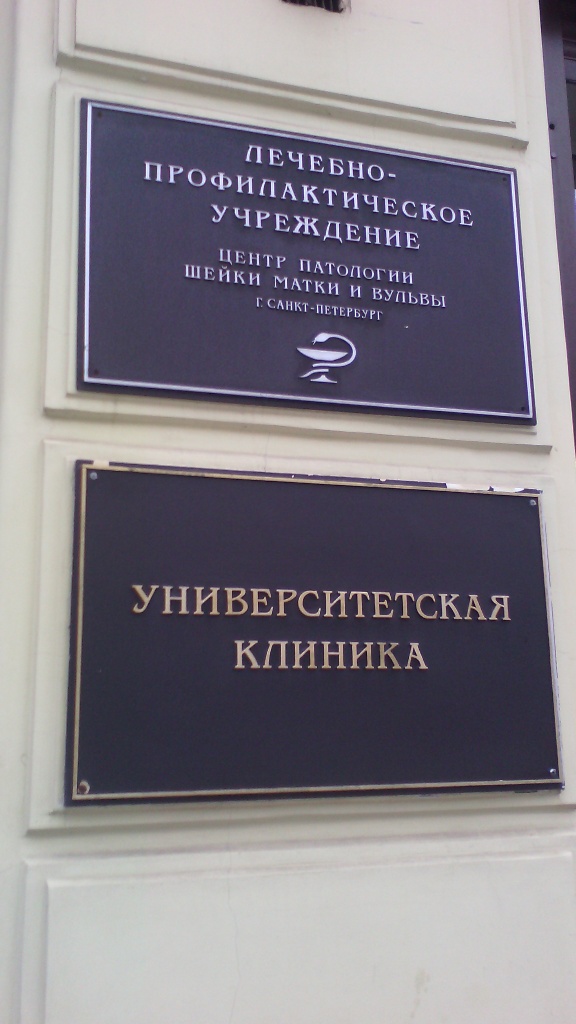 ЛЕЧЕБНО-
ПРОФИЛАКТИЧЕСКОЕ
УЧРЕЖДЕНИЕ
ЦЕНТР ПАТОЛОГИИ
ШЕЙКИ МАТКИ И ВУЛЬВЫ
Г. САНКТ-ПЕТЕРБУРГ
УНИВЕРСИТЕТСКАЯ
КЛИНИКА